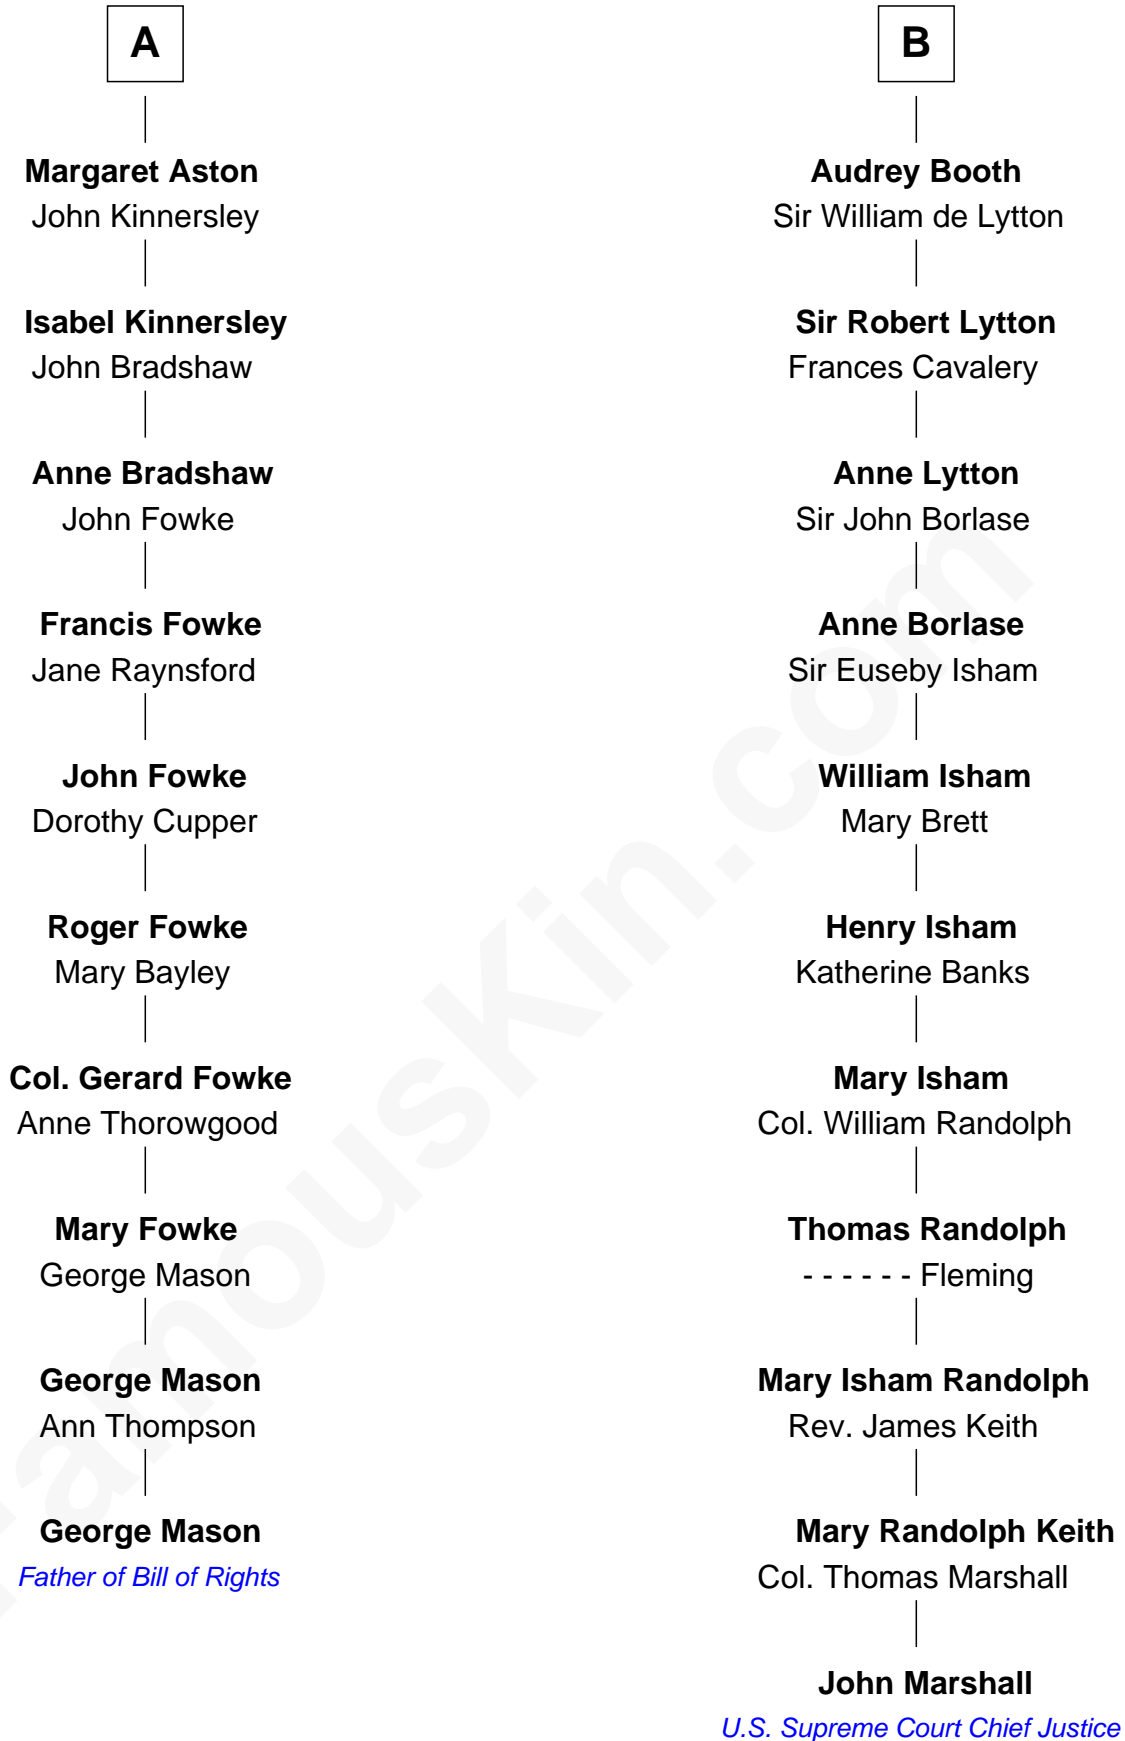 A
Margaret Aston
John Kinnersley
Isabel Kinnersley
John Bradshaw
Anne Bradshaw
John Fowke
Francis Fowke
Jane Raynsford
John Fowke
Dorothy Cupper
Roger Fowke
Mary Bayley
Col. Gerard Fowke
Anne Thorowgood
Mary Fowke
George Mason
George Mason
Ann Thompson
George Mason
Father of Bill of Rights
B
Audrey Booth
Sir William de Lytton
Sir Robert Lytton
Frances Cavalery
Anne Lytton
Sir John Borlase
Anne Borlase
Sir Euseby Isham
William Isham
Mary Brett
Henry Isham
Katherine Banks
Mary Isham
Col. William Randolph
Thomas Randolph
- - - - - - Fleming
Mary Isham Randolph
Rev. James Keith
Mary Randolph Keith
Col. Thomas Marshall
John Marshall
U.S. Supreme Court Chief Justice
FamousKin.com